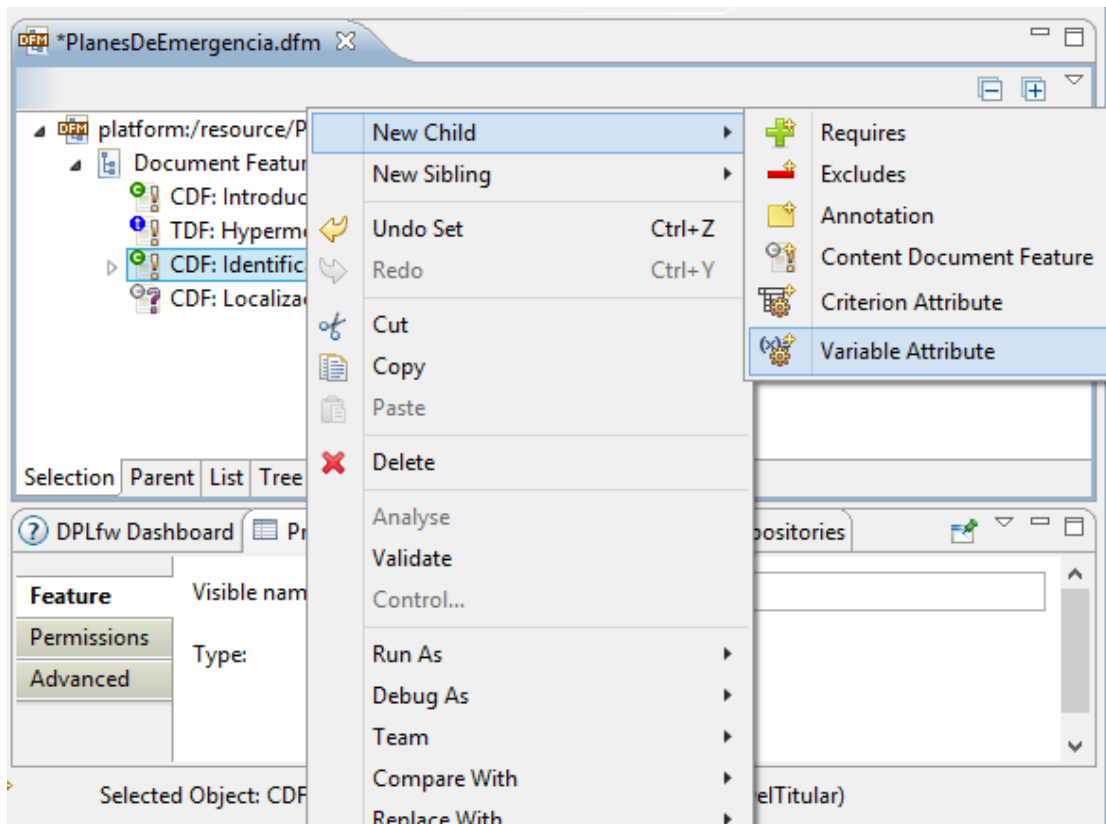 DFM *PlanesDeEmergencia.dfm
DFM platform:/resource/P
Document Featur
CDF: Introduc
TDF: Hyperme
CDF: Identific
CDF: Localizac
Selection Parent List Tree
New Child
New Sibling
Undo Set Ctrl+Z
Redo Ctrl+Y
Cut
Copy
Paste
Delete
Analyse
Validate
Control...
Run As
Debug As
Team
Compare With
Replace With
Requires
Excludes
Annotation
Content Document Feature
Criterion Attribute
(x)= Variable Attribute
DPLfw Dashboard Pr
positories
Feature
Permissions
Advanced
Visible nam
Type:
Selected Object: CDF
elTitular)